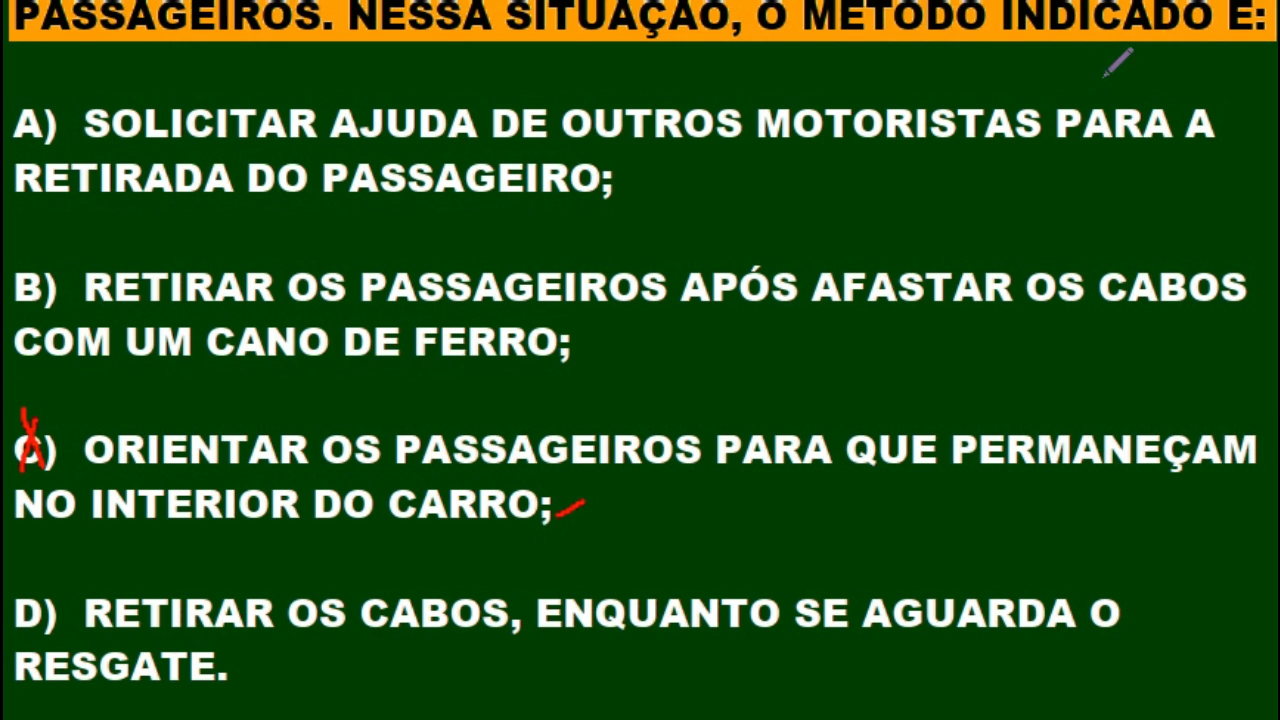 PASSAGEIROS. NESSA SITUAÇÃO, O MÉTODO INDICADO É:
A) SOLICITAR AJUDA DE OUTROS MOTORISTAS PARA A
RETIRADA DO PASSAGEIRO;
B) RETIRAR OS PASSAGEIROS APÓS AFASTAR OS CABOS
COM UM CANO DE FERRO;
C) ORIENTAR OS PASSAGEIROS PARA QUE PERMANEÇAM
NO INTERIOR DO CARRO;
D) RETIRAR OS CABOS, ENQUANTO SE AGUARDA O
RESGATE.